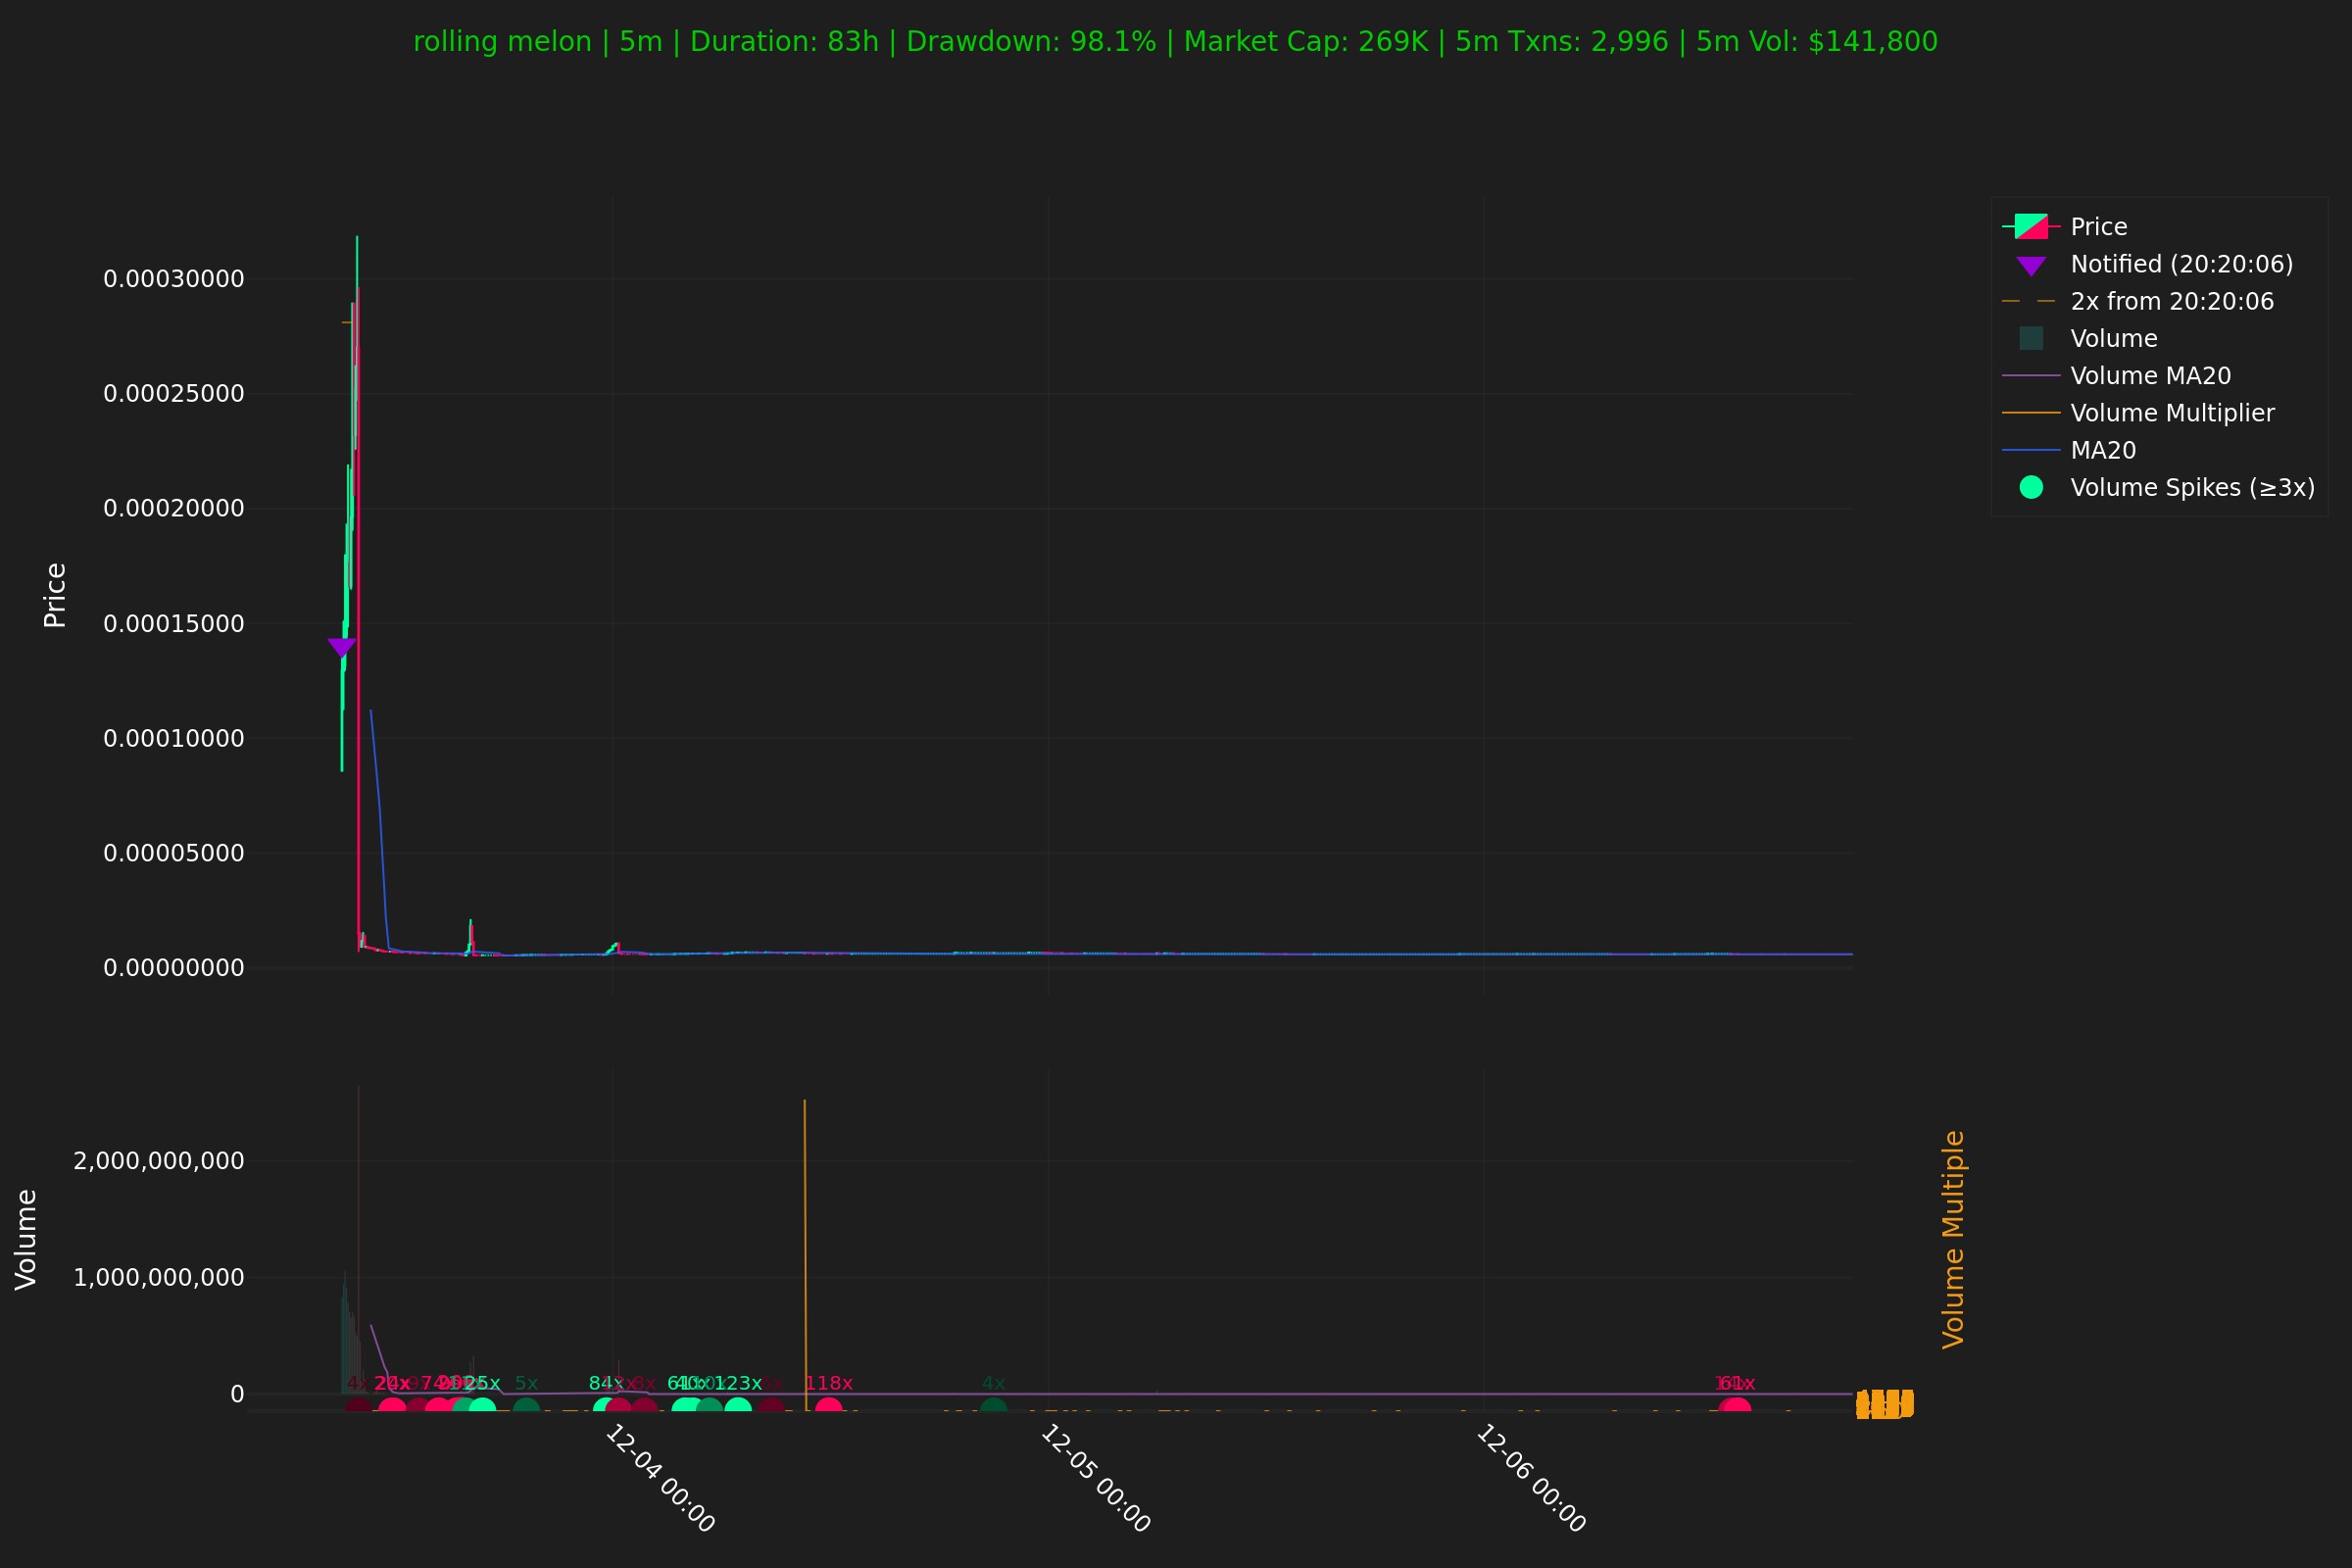 rolling melon | 5m | Duration: 83h | Drawdown: 98.1% | Market Cap: 269K | 5m Txns: 2,996 | 5m Vol: $141,800
Price
Notified (20:20:06)
2x from 20:20:06
Volume
Volume MA20
Volume Multiplier
MA20
Volume Spikes (≥3x)
Price
0.00030000
0.00025000
0.00020000
0.00015000
0.00010000
0.00005000
0.00000000
Volume
2,000,000,000
1,000,000,000
0
Volume Multiple
4x
24x
25x
5x
84x
123x
118x
4x
61x
12-04 00:00
12-05 00:00
12-06 00:00